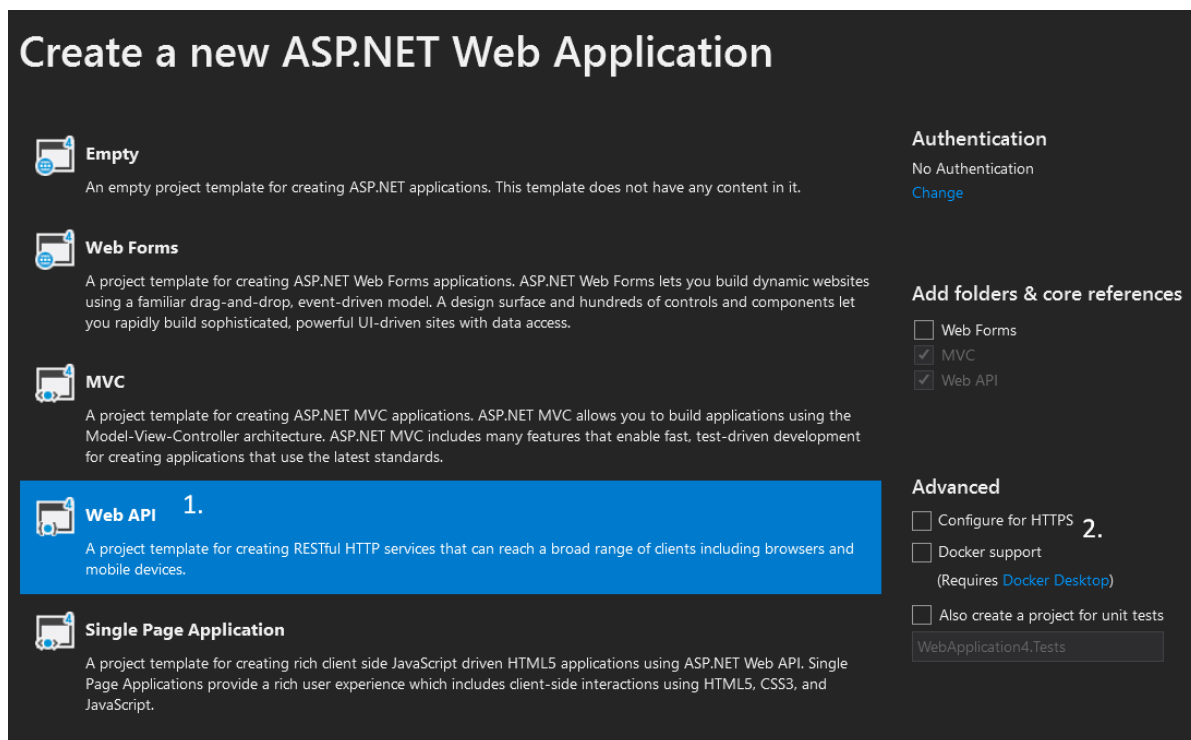 Create a new ASP.NET Web Application
Empty
An empty project template for creating ASP.NET applications. This template does not have any content in it.
Web Forms
A project template for creating ASP.NET Web Forms applications. ASP.NET Web Forms lets you build dynamic websites
using a familiar drag-and-drop, event-driven model. A design surface and hundreds of controls and components let
you rapidly build sophisticated, powerful UI-driven sites with data access.
MVC
A project template for creating ASP.NET MVC applications. ASP.NET MVC allows you to build applications using the
Model-View-Controller architecture. ASP.NET MVC includes many features that enable fast, test-driven development
for creating applications that use the latest standards.
Web API 1.
A project template for creating RESTful HTTP services that can reach a broad range of clients including browsers and
mobile devices.
Single Page Application
A project template for creating rich client side JavaScript driven HTML5 applications using ASP.NET Web API. Single
Page Applications provide a rich user experience which includes client-side interactions using HTML5, CSS3, and
JavaScript.
Authentication
No Authentication
Change
Add folders & core references
Web Forms
MVC
Web API
Advanced
Configure for HTTPS 2.
Docker support
(Requires Docker Desktop)
Also create a project for unit tests
WebApplication4.Tests